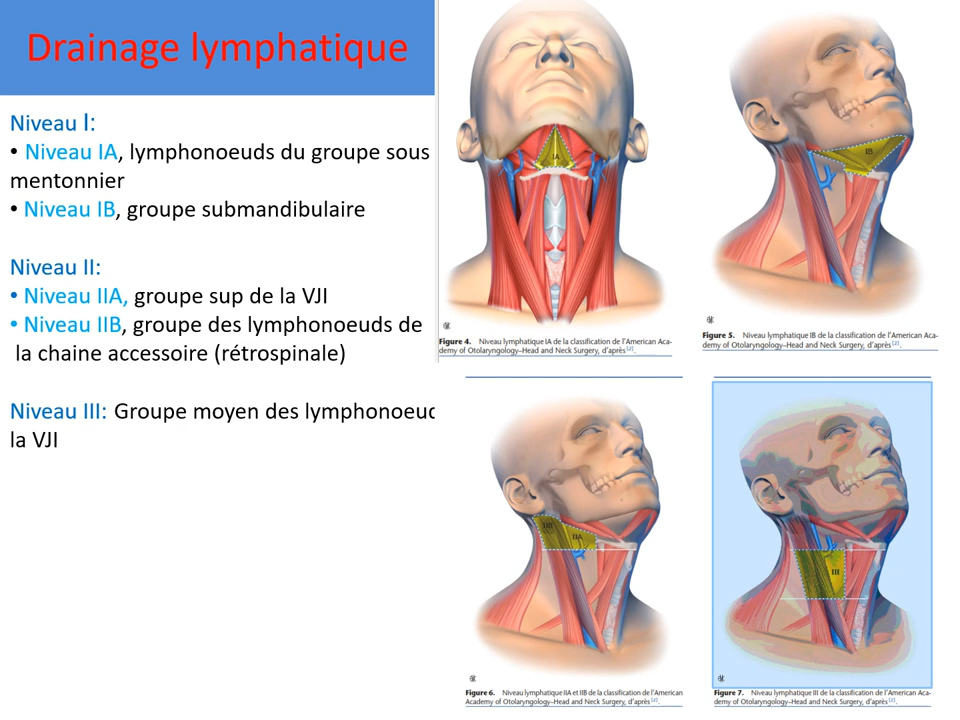 Drainage lymphatique
Niveau I:
• Niveau IA, lymphonoeuds du groupe sous
mentonnier
• Niveau IB, groupe submandibulaire
Niveau II:
• Niveau IIA, groupe sup de la VJI
• Niveau IIB, groupe des lymphonoeuds de
la chaine accessoire (rétrospinale)
Niveau III: Groupe moyen des lymphonoeuc
la VJI
IA
Figure 4. Niveau lymphatique IA de la classification de l'American Aca-
demy of Otolaryngology–Head and Neck Surgery, d'après [2].
IB
Figure 5. Niveau lymphatique IB de la classification de l'American Aca-
demy of Otolaryngology–Head and Neck Surgery, d'après [2].
IIB
IIA
Figure 6. Niveau lymphatique IIA et IIB de la classification de l'American
Academy of Otolaryngology–Head and Neck Surgery, d'après [2].
III
Figure 7. Niveau lymphatique III de la classification de l'American Aca-
demy of Otolaryngology–Head and Neck Surgery, d'après [2].